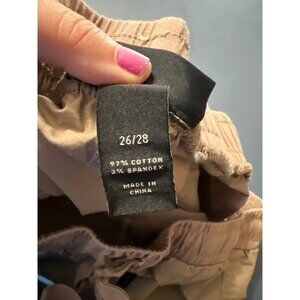 26/28
97% COTTON
3% SPANDEX
MADE IN
CHINA